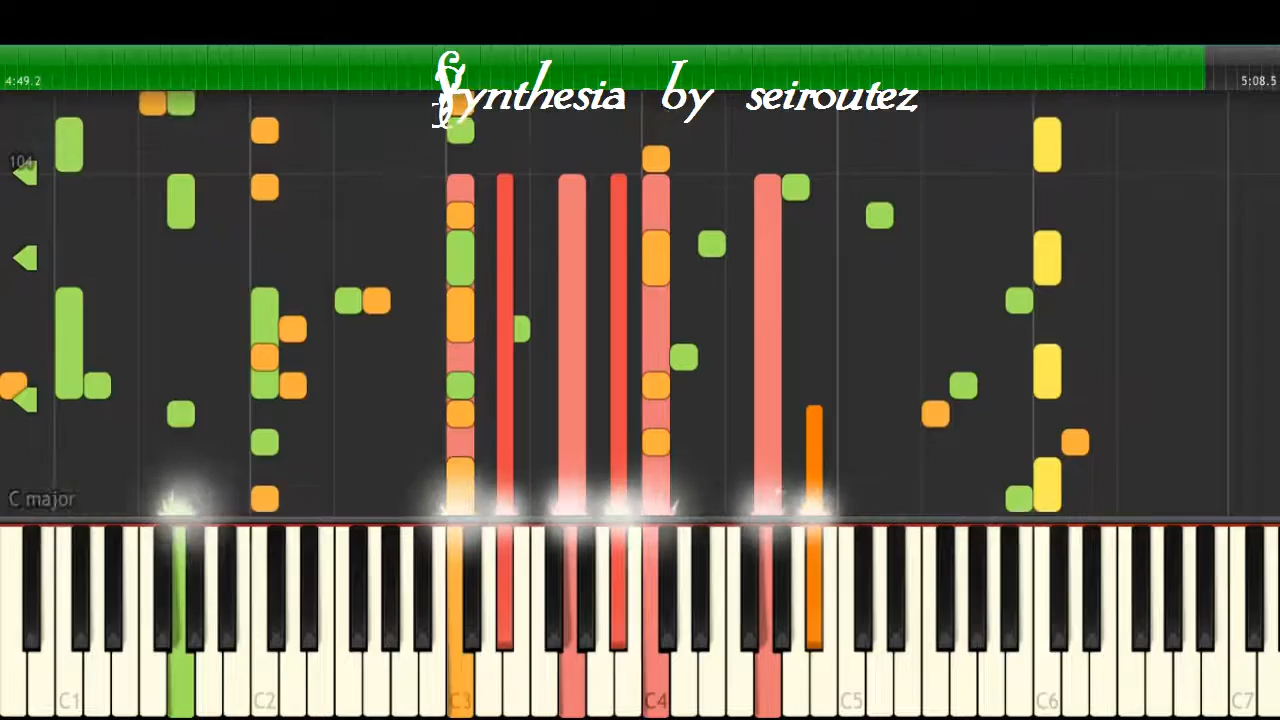 Synthesia by seiroutez
4:49.2 5:08.5
104
C major
C1 C2 C3 C4 C5 C6 C7